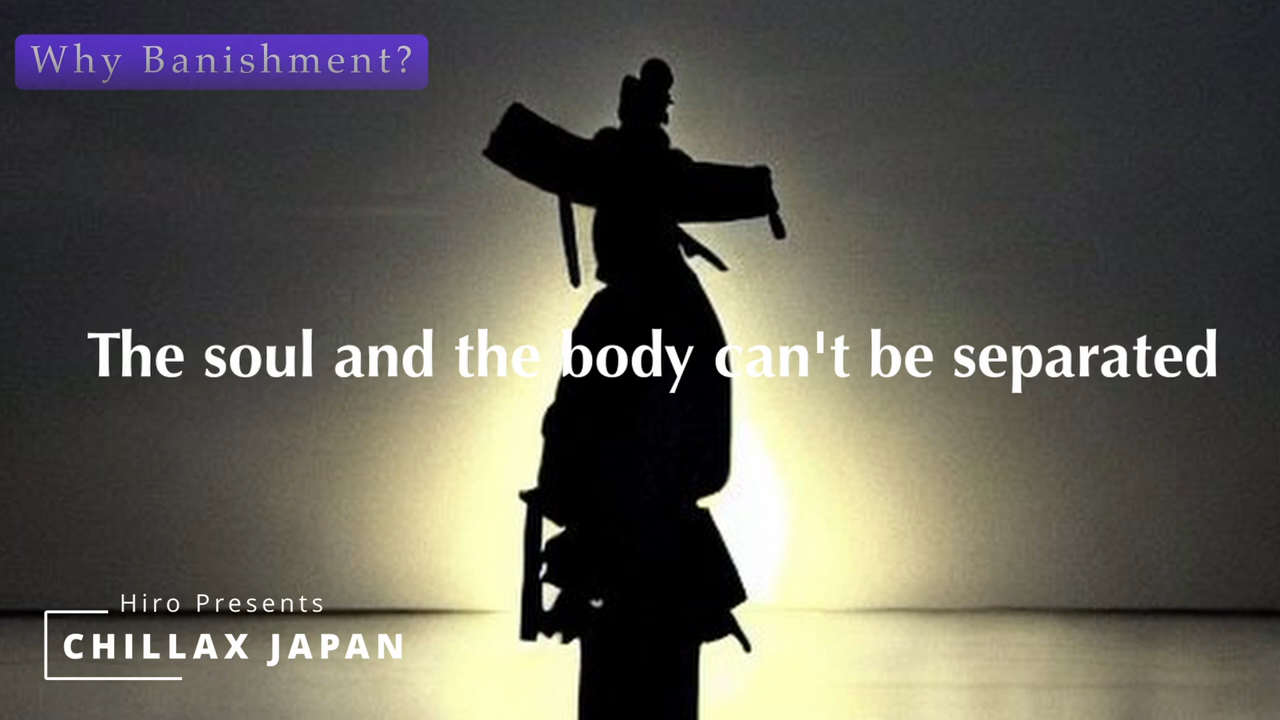 Why Banishment?
The soul and the body can't be separated
Hiro Presents
CHILLAX JAPAN